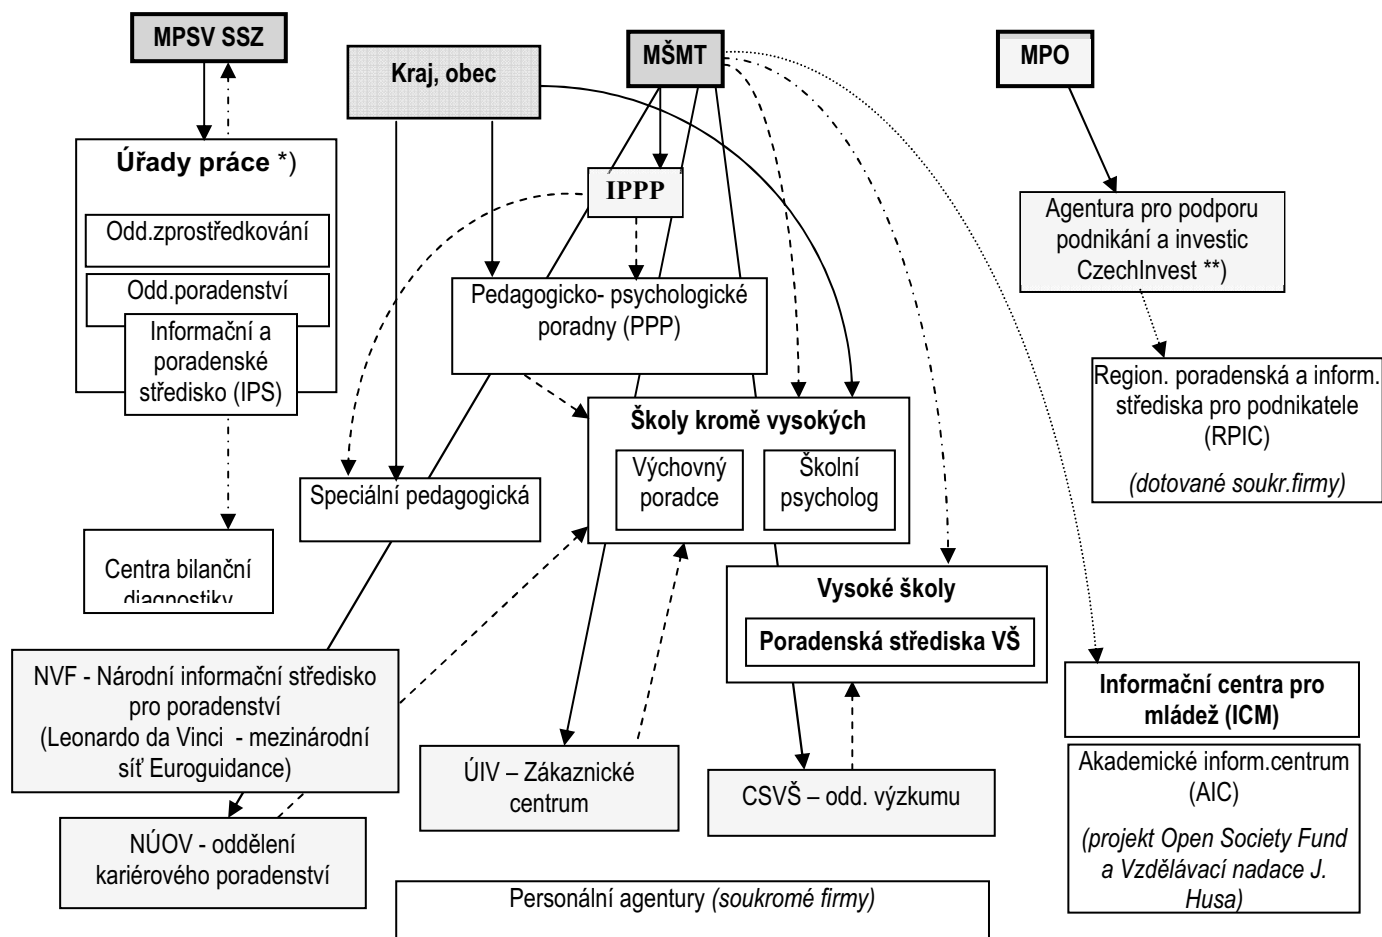 MPSV SSZ
Kraj, obec
MŠMT
MPO
Úřady práce *)
Odd.zprostředkování
Odd.poradenství
Informační a
poradenské
středisko (IPS)
IPPP
Agentura pro podporu
podnikání a investic
CzechInvest **)
Pedagogicko- psychologické
poradny (PPP)
Region. poradenská a inform.
střediska pro podnikatele
(RPIC)
(dotované soukr.firmy)
Školy kromě vysokých
Výchovný
poradce
Školní
psycholog
Speciální pedagogická
Centra bilanční
diagnostiky
Vysoké školy
Poradenská střediska VŠ
NVF - Národní informační středisko
pro poradenství
(Leonardo da Vinci - mezinárodní
síť Euroguidance)
Informační centra pro
mládež (ICM)
ÚIV – Zákaznické
centrum
CSVŠ – odd. výzkumu
Akademické inform.centrum
(AIC)
(projekt Open Society Fund
a Vzdělávací nadace J.
Husa)
NÚOV - oddělení
kariérového poradenství
Personální agentury (soukromé firmy)